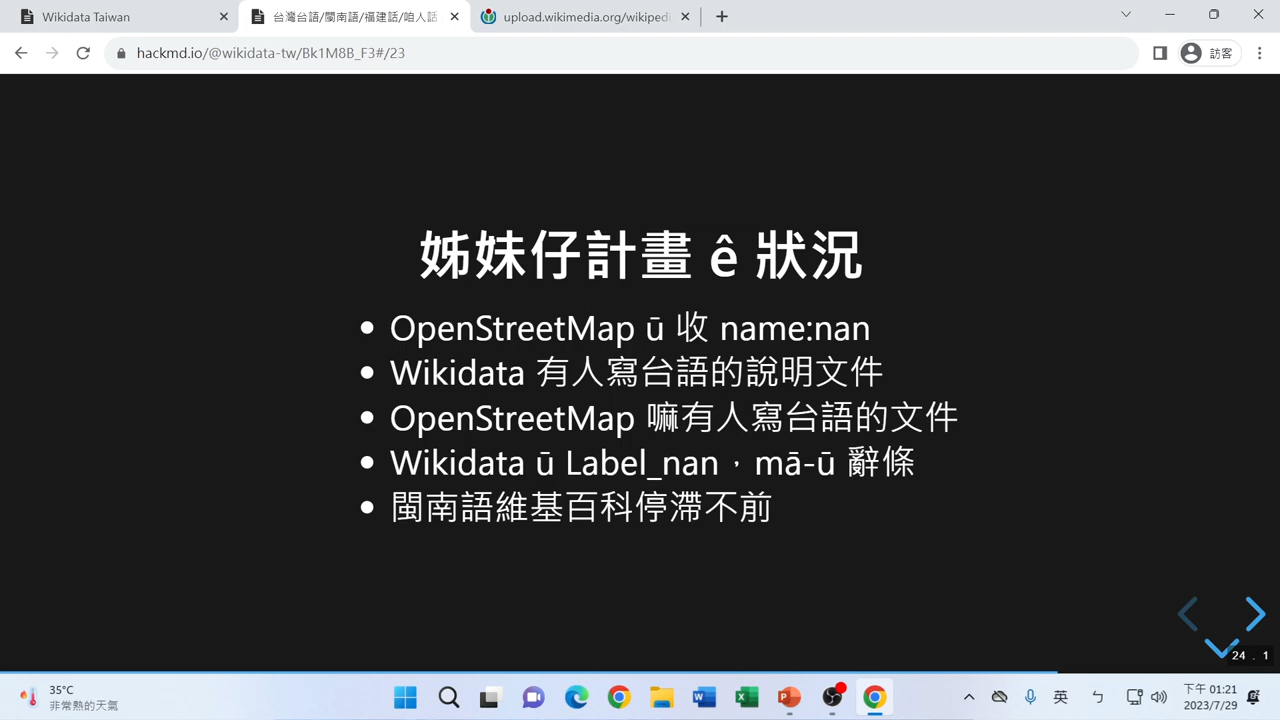 Wikidata Taiwan
台灣台語/閩南語/福建話/咱人話
upload.wikimedia.org/wikiped
hackmd.io/@wikidata-tw/Bk1M8B_F3#/23
訪客
姊妹仔計畫 ê 狀況
OpenStreetMap ū 收 name:nan
Wikidata 有人寫台語的說明文件
OpenStreetMap 嘛有人寫台語的文件
Wikidata ū Label_nan，mā-ū 辭條
閩南語維基百科停滯不前
24 . 1
35°C
非常熱的天氣
英
ㄅ
下午 01:21
2023/7/29